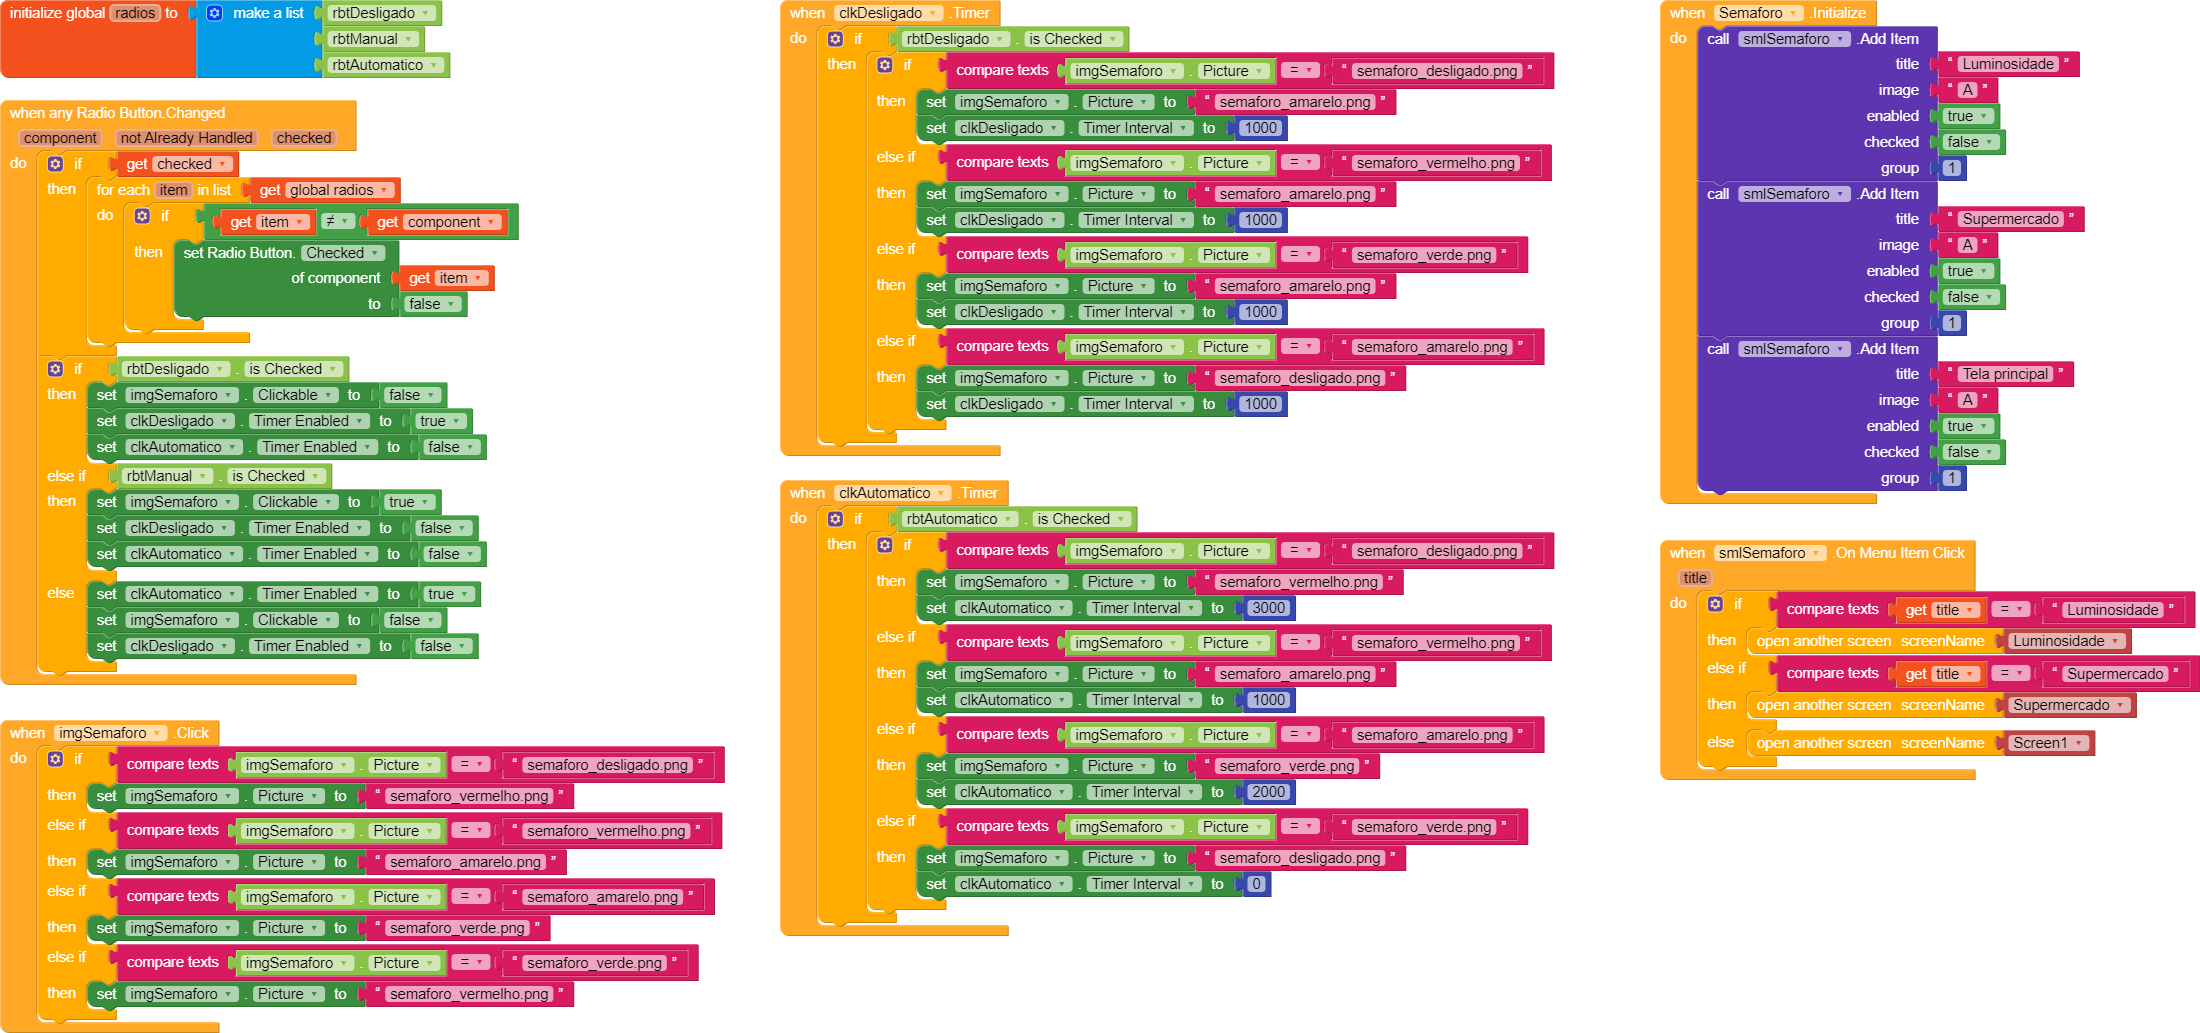 initialize global radios to make a list rbtDesligado
rbtManual
rbtAutomatico
when any Radio Button.Changed
component not Already Handled checked
do if get checked
then for each item in list get global radios
do if get item ≠ get component
then set Radio Button. Checked
of component get item
to false
if rbtDesligado . is Checked
then set imgSemaforo . Clickable to false
set clkDesligado . Timer Enabled to true
set clkAutomatico . Timer Enabled to false
else if rbtManual . is Checked
then set imgSemaforo . Clickable to true
set clkDesligado . Timer Enabled to false
set clkAutomatico . Timer Enabled to false
else set clkAutomatico . Timer Enabled to true
set imgSemaforo . Clickable to false
set clkDesligado . Timer Enabled to false
when imgSemaforo .Click
do if compare texts imgSemaforo . Picture = “ semaforo_desligado.png ”
then set imgSemaforo . Picture to “ semaforo_vermelho.png ”
else if compare texts imgSemaforo . Picture = “ semaforo_vermelho.png ”
then set imgSemaforo . Picture to “ semaforo_amarelo.png ”
else if compare texts imgSemaforo . Picture = “ semaforo_amarelo.png ”
then set imgSemaforo . Picture to “ semaforo_verde.png ”
else if compare texts imgSemaforo . Picture = “ semaforo_verde.png ”
then set imgSemaforo . Picture to “ semaforo_vermelho.png ”
when clkDesligado .Timer
do if rbtDesligado . is Checked
then if compare texts imgSemaforo . Picture = “ semaforo_desligado.png ”
then set imgSemaforo . Picture to “ semaforo_amarelo.png ”
set clkDesligado . Timer Interval to 1000
else if compare texts imgSemaforo . Picture = “ semaforo_vermelho.png ”
then set imgSemaforo . Picture to “ semaforo_amarelo.png ”
set clkDesligado . Timer Interval to 1000
else if compare texts imgSemaforo . Picture = “ semaforo_verde.png ”
then set imgSemaforo . Picture to “ semaforo_amarelo.png ”
set clkDesligado . Timer Interval to 1000
else if compare texts imgSemaforo . Picture = “ semaforo_amarelo.png ”
then set imgSemaforo . Picture to “ semaforo_desligado.png ”
set clkDesligado . Timer Interval to 1000
when clkAutomatico .Timer
do if rbtAutomatico . is Checked
then if compare texts imgSemaforo . Picture = “ semaforo_desligado.png ”
then set imgSemaforo . Picture to “ semaforo_vermelho.png ”
set clkAutomatico . Timer Interval to 3000
else if compare texts imgSemaforo . Picture = “ semaforo_vermelho.png ”
then set imgSemaforo . Picture to “ semaforo_amarelo.png ”
set clkAutomatico . Timer Interval to 1000
else if compare texts imgSemaforo . Picture = “ semaforo_amarelo.png ”
then set imgSemaforo . Picture to “ semaforo_verde.png ”
set clkAutomatico . Timer Interval to 2000
else if compare texts imgSemaforo . Picture = “ semaforo_verde.png ”
then set imgSemaforo . Picture to “ semaforo_desligado.png ”
set clkAutomatico . Timer Interval to 0
when Semaforo .Initialize
do call smlSemaforo .Add Item
title “ Luminosidade ”
image “ A ”
enabled true
checked false
group 1
call smlSemaforo .Add Item
title “ Supermercado ”
image “ A ”
enabled true
checked false
group 1
call smlSemaforo .Add Item
title “ Tela principal ”
image “ A ”
enabled true
checked false
group 1
when smlSemaforo .On Menu Item Click
title
do if compare texts get title = “ Luminosidade ”
then open another screen screenName Luminosidade
else if compare texts get title = “ Supermercado ”
then open another screen screenName Supermercado
else open another screen screenName Screen1